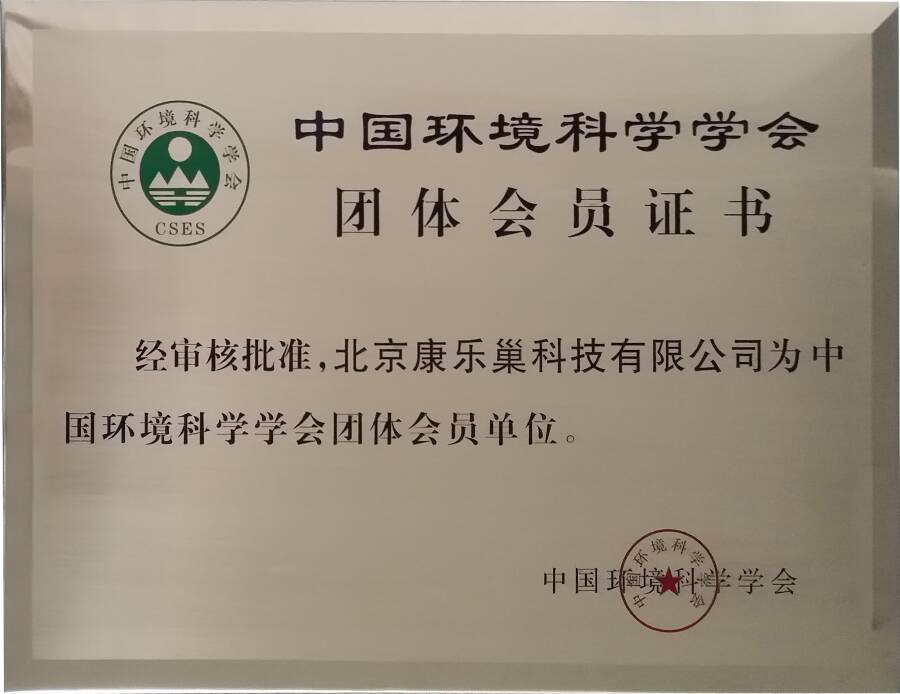 中国环境科学学会
CSES
中国环境科学学会
团体会员证书
经审核批准,北京康乐巢科技有限公司为中
国环境科学学会团体会员单位。
中国环境科学学会
中国环境科学学会